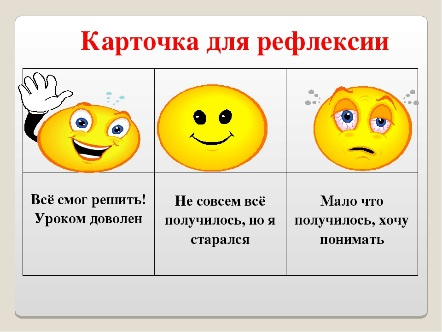 Карточка для рефлексии
Всё смог решить!
Уроком доволен
Не совсем всё
получилось, но я
старался
Мало что
получилось, хочу
понимать